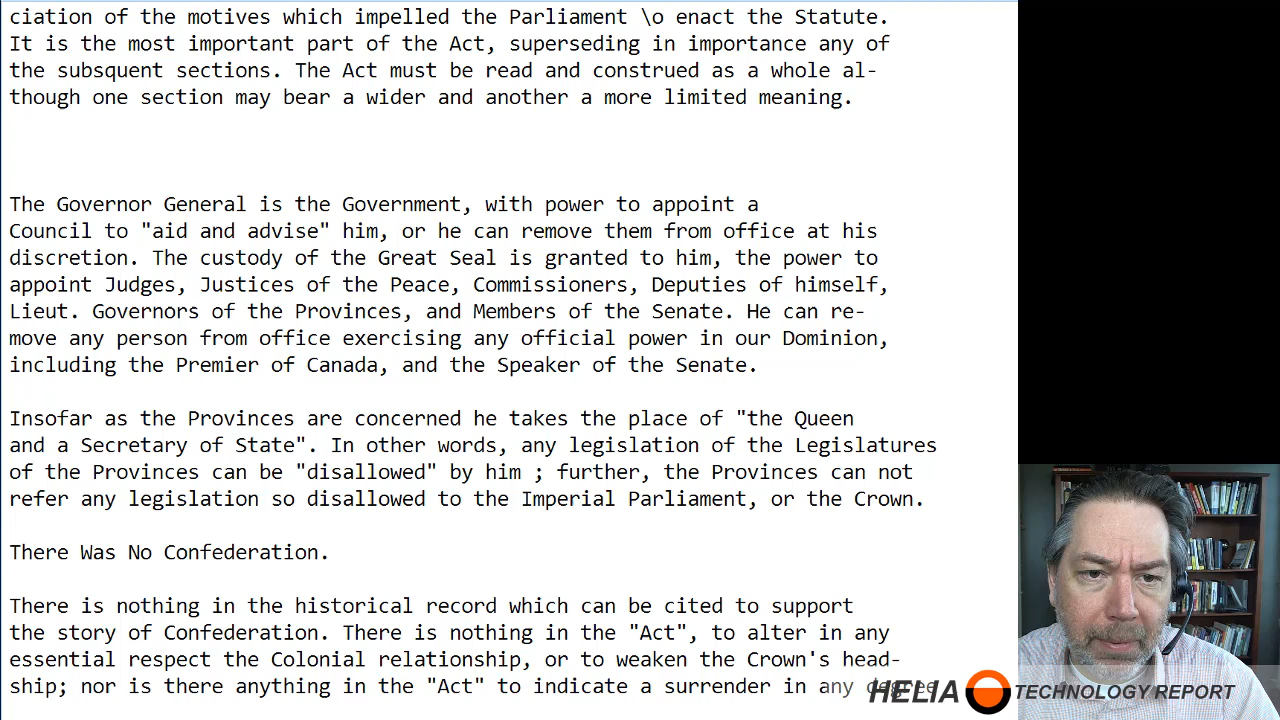 ciation of the motives which impelled the Parliament \o enact the Statute.
It is the most important part of the Act, superseding in importance any of
the subsquent sections. The Act must be read and construed as a whole al-
though one section may bear a wider and another a more limited meaning.
The Governor General is the Government, with power to appoint a
Council to "aid and advise" him, or he can remove them from office at his
discretion. The custody of the Great Seal is granted to him, the power to
appoint Judges, Justices of the Peace, Commissioners, Deputies of himself,
Lieut. Governors of the Provinces, and Members of the Senate. He can re-
move any person from office exercising any official power in our Dominion,
including the Premier of Canada, and the Speaker of the Senate.
Insofar as the Provinces are concerned he takes the place of "the Queen
and a Secretary of State". In other words, any legislation of the Legislatures
of the Provinces can be "disallowed" by him ; further, the Provinces can not
refer any legislation so disallowed to the Imperial Parliament, or the Crown.
There Was No Confederation.
There is nothing in the historical record which can be cited to support
the story of Confederation. There is nothing in the "Act", to alter in any
essential respect the Colonial relationship, or to weaken the Crown's head-
ship; nor is there anything in the "Act" to indicate a surrender in any degree
HELIA TECHNOLOGY REPORT